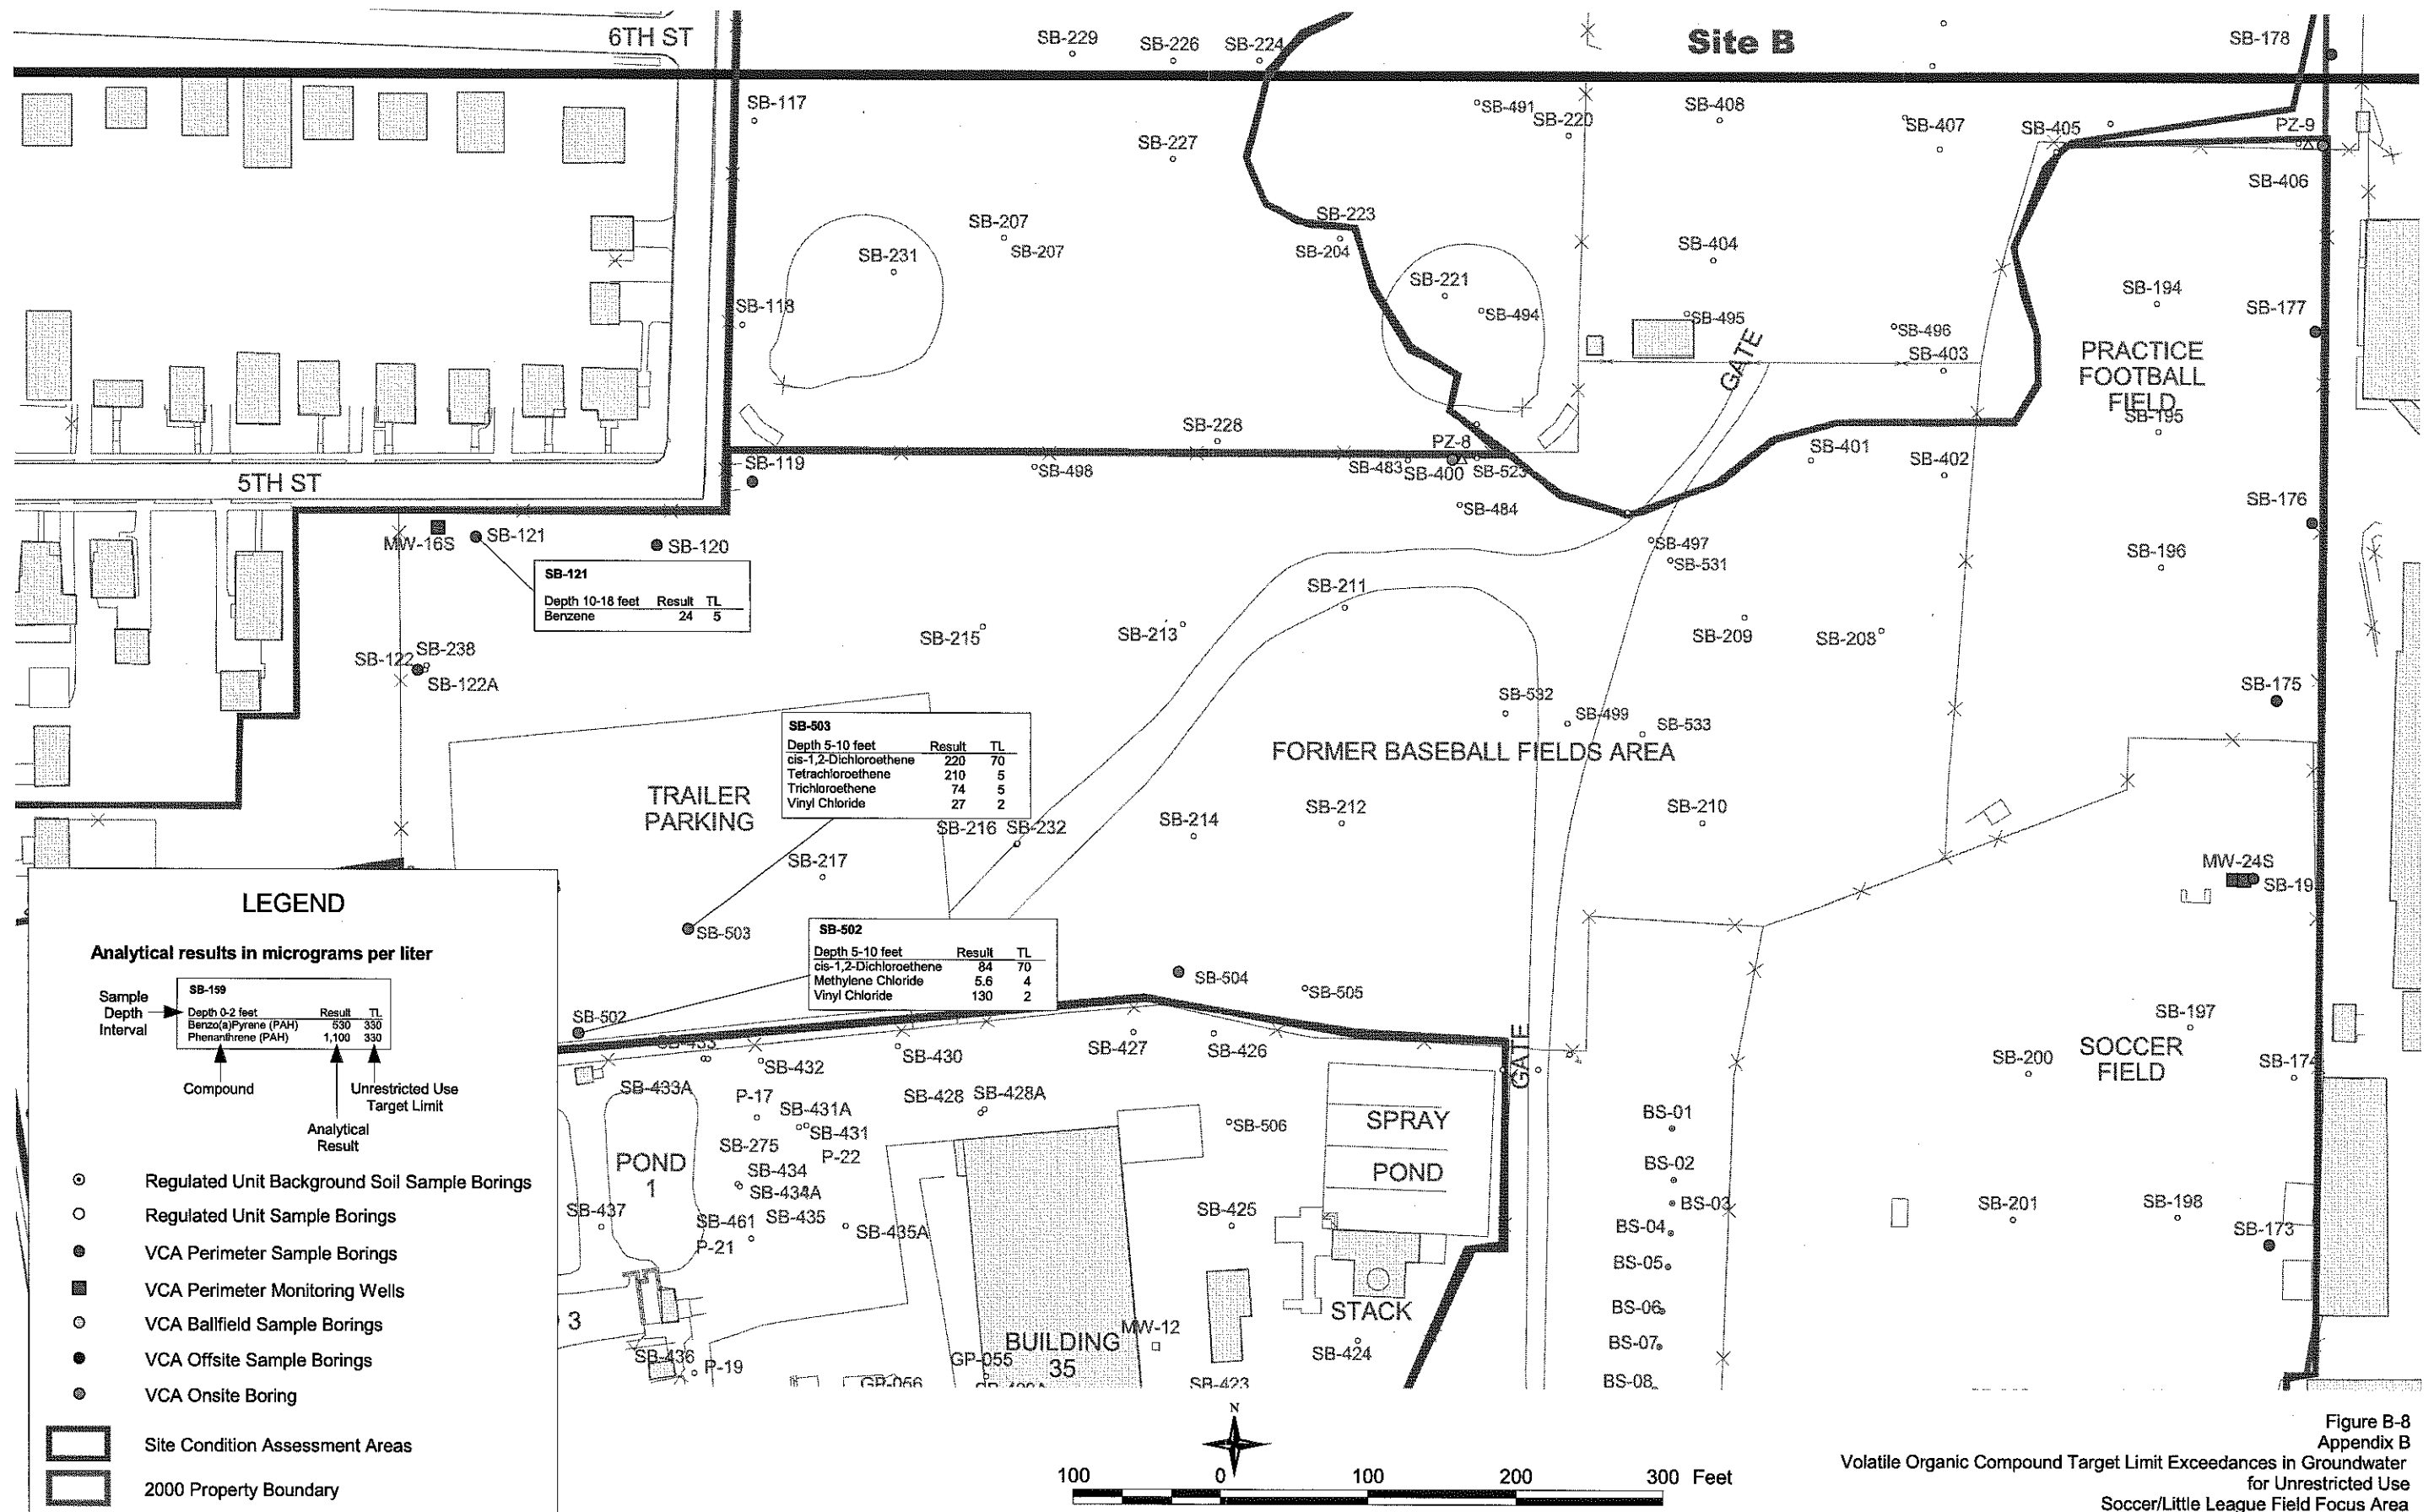 6TH ST
SB-229
SB-226
SB-224
Site B
SB-178
SB-117
SB-491
SB-220
SB-408
SB-407
SB-405
PZ-9
SB-227
SB-406
SB-207
SB-207
SB-231
SB-223
SB-204
SB-404
SB-221
SB-194
SB-118
SB-494
SB-495
SB-496
SB-177
SB-403
GATE
PRACTICE
FOOTBALL
FIELD
SB-195
SB-228
PZ-8
SB-119
SB-498
SB-483
SB-400
SB-523
SB-401
SB-402
5TH ST
SB-484
SB-176
MW-16S
SB-121
SB-120
SB-497
SB-531
SB-196
SB-121
Depth 10-18 feet Result TL
Benzene 24 5
SB-211
SB-215
SB-213
SB-209
SB-208
SB-122
SB-238
SB-122A
SB-175
SB-532
SB-499
SB-533
SB-503
Depth 5-10 feet Result TL
cis-1,2-Dichloroethene 220 70
Tetrachloroethene 210 5
Trichloroethene 74 5
Vinyl Chloride 27 2
FORMER BASEBALL FIELDS AREA
TRAILER
PARKING
SB-216
SB-232
SB-214
SB-212
SB-210
SB-217
MW-24S
SB-19
SB-503
SB-502
Depth 5-10 feet Result TL
cis-1,2-Dichloroethene 84 70
Methylene Chloride 5.6 4
Vinyl Chloride 130 2
SB-504
SB-505
SB-502
SB-433
SB-432
SB-430
SB-427
SB-426
GATE
SB-197
SB-200
SOCCER
FIELD
SB-174
SB-433A
P-17
SB-431A
SB-428
SB-428A
SB-431
SB-275
P-22
SB-506
SPRAY
POND
BS-01
BS-02
BS-03
BS-04
BS-05
BS-06
BS-07
BS-08
POND
1
SB-434
SB-434A
SB-437
SB-461
SB-435
SB-435A
P-21
SB-425
SB-201
SB-198
SB-173
3
STACK
MW-12
BUILDING
35
SB-436
P-19
GP-055
GP-056
SB-423
SB-424
LEGEND
Analytical results in micrograms per liter
Sample
Depth
Interval
SB-159
Depth 0-2 feet Result TL
Benzo(a)Pyrene (PAH) 530 330
Phenanthrene (PAH) 1,100 330
Compound
Unrestricted Use
Target Limit
Analytical
Result
Regulated Unit Background Soil Sample Borings
Regulated Unit Sample Borings
VCA Perimeter Sample Borings
VCA Perimeter Monitoring Wells
VCA Ballfield Sample Borings
VCA Offsite Sample Borings
VCA Onsite Boring
Site Condition Assessment Areas
2000 Property Boundary
N
100 0 100 200 300 Feet
Figure B-8
Appendix B
Volatile Organic Compound Target Limit Exceedances in Groundwater
for Unrestricted Use
Soccer/Little League Field Focus Area